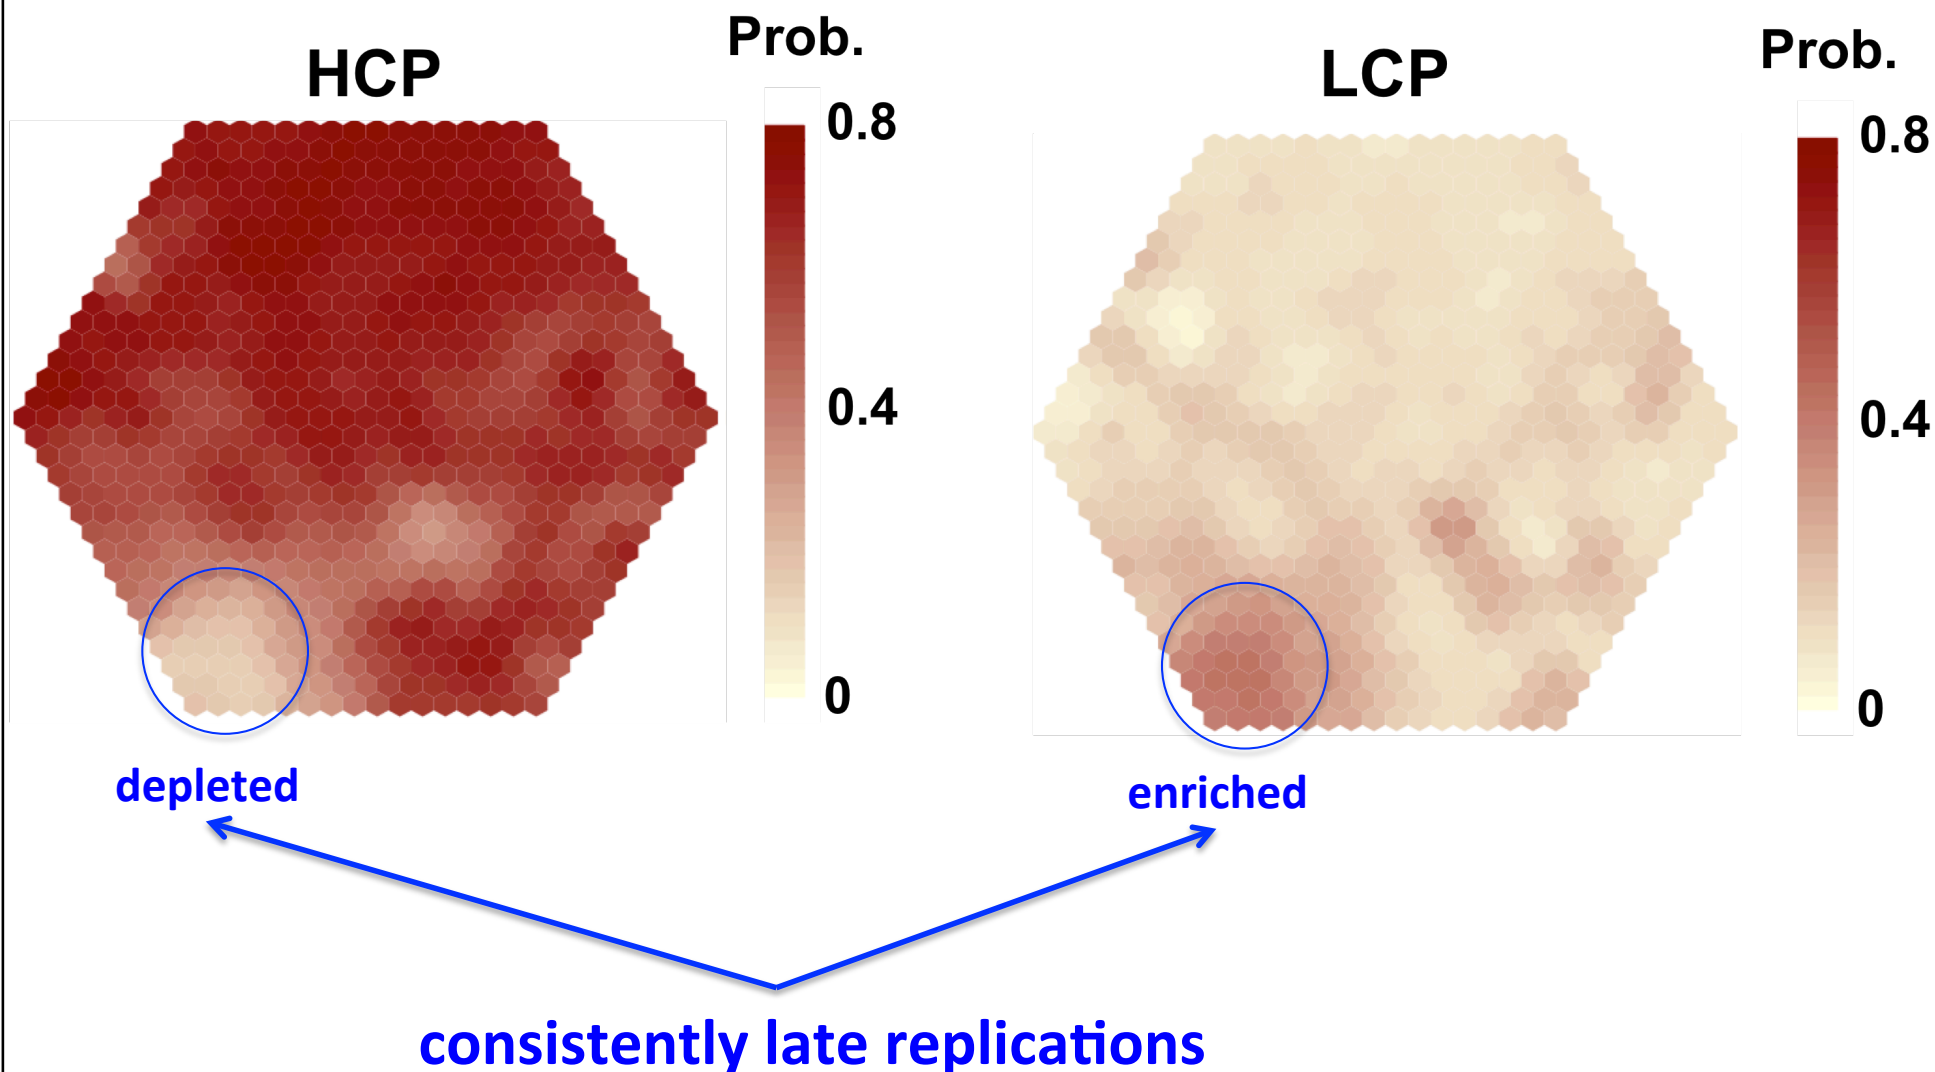 HCP
Prob.
0.8
0.4
0
LCP
Prob.
0.8
0.4
0
depleted
enriched
consistently late replications